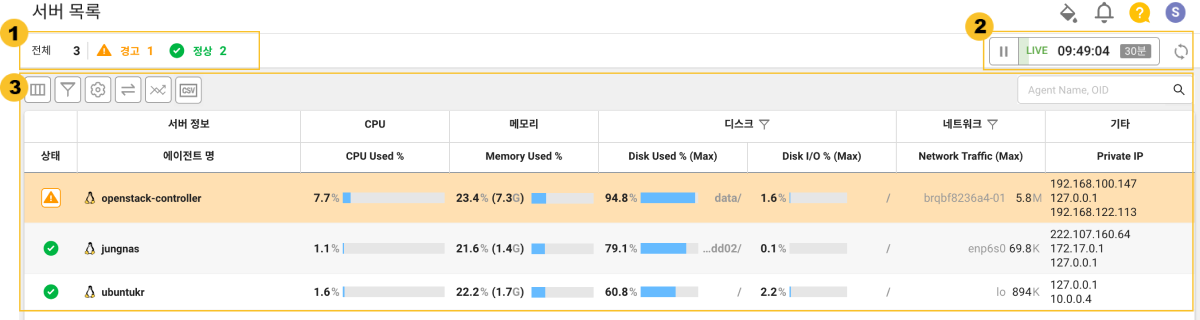 서버 목록
? S
1
전체 3 경고 1 정상 2
2
LIVE 09:49:04 30분
3
CSV
Agent Name, OID
서버 정보 CPU 메모리 디스크 네트워크 기타
상태 에이전트 명 CPU Used % Memory Used % Disk Used % (Max) Disk I/O % (Max) Network Traffic (Max) Private IP
openstack-controller 7.7% 23.4% (7.3G) 94.8% data/ 1.6% / brqbf8236a4-01 5.8M
192.168.100.147
127.0.0.1
192.168.122.113
jungnas 1.1% 21.6% (1.4G) 79.1% ...dd02/ 0.1% / enp6s0 69.8K
222.107.160.64
172.17.0.1
127.0.0.1
ubuntukr 1.6% 22.2% (1.7G) 60.8% / 2.2% / lo 894K
127.0.0.1
10.0.0.4